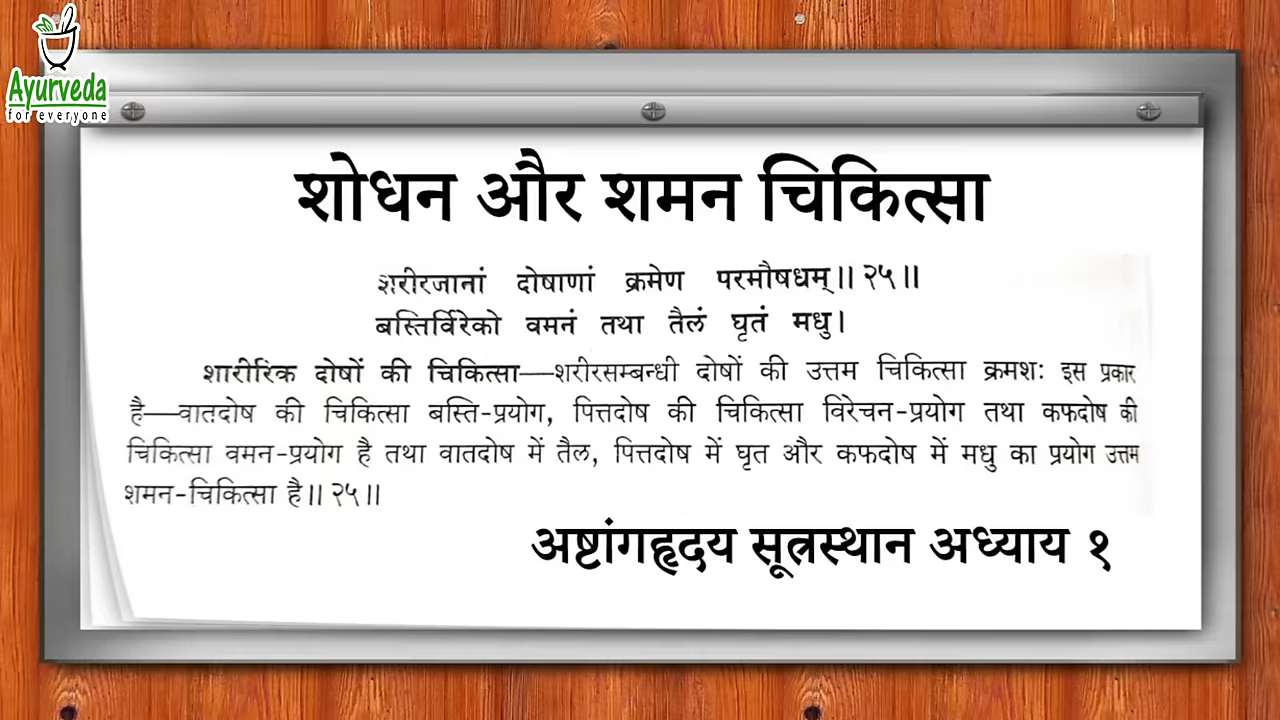 Ayurveda
for everyone
शोधन और शमन चिकित्सा
शरीरजानां दोषाणां क्रमेण परमौषधम्॥२५॥
बस्तिर्विरेको वमनं तथा तैलं घृतं मधु।
शारीरिक दोषों की चिकित्सा—शरीरसम्बन्धी दोषों की उत्तम चिकित्सा क्रमशः इस प्रकार
है—वातदोष की चिकित्सा बस्ति-प्रयोग, पित्तदोष की चिकित्सा विरेचन-प्रयोग तथा कफदोष की
चिकित्सा वमन-प्रयोग है तथा वातदोष में तैल, पित्तदोष में घृत और कफदोष में मधु का प्रयोग उत्तम
शमन-चिकित्सा है॥२५॥
अष्टांगहृदय सूत्रस्थान अध्याय १